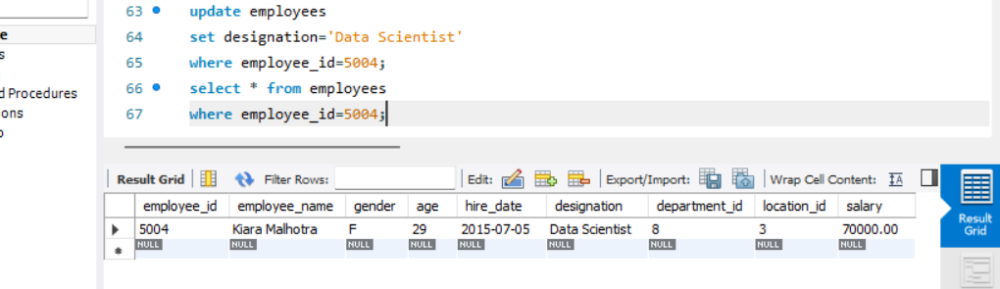 63 update employees
e
64 set designation='Data Scientist'
s
65 where employee_id=5004;
66 select * from employees
d Procedures
ons
67 where employee_id=5004;
o
Result Grid Filter Rows: Edit: Export/Import: Wrap Cell Content: IA
employee_id employee_name gender age hire_date designation department_id location_id salary
5004 Kiara Malhotra F 29 2015-07-05 Data Scientist 8 3 70000.00
NULL NULL NULL NULL NULL NULL NULL NULL NULL
Result
Grid